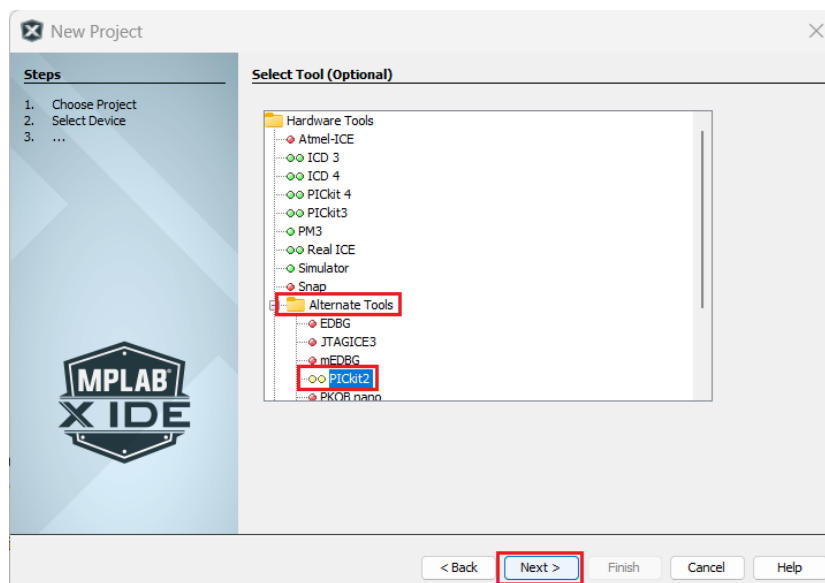 New Project
Steps
1. Choose Project
2. Select Device
3. ...
Select Tool (Optional)
Hardware Tools
Atmel-ICE
ICD 3
ICD 4
PICkit 4
PICkit3
PM3
Real ICE
Simulator
Snap
Alternate Tools
EDBG
JTAGICE3
mEDBG
PICkit2
PKOB nano
MPLAB
X IDE
< Back Next > Finish Cancel Help